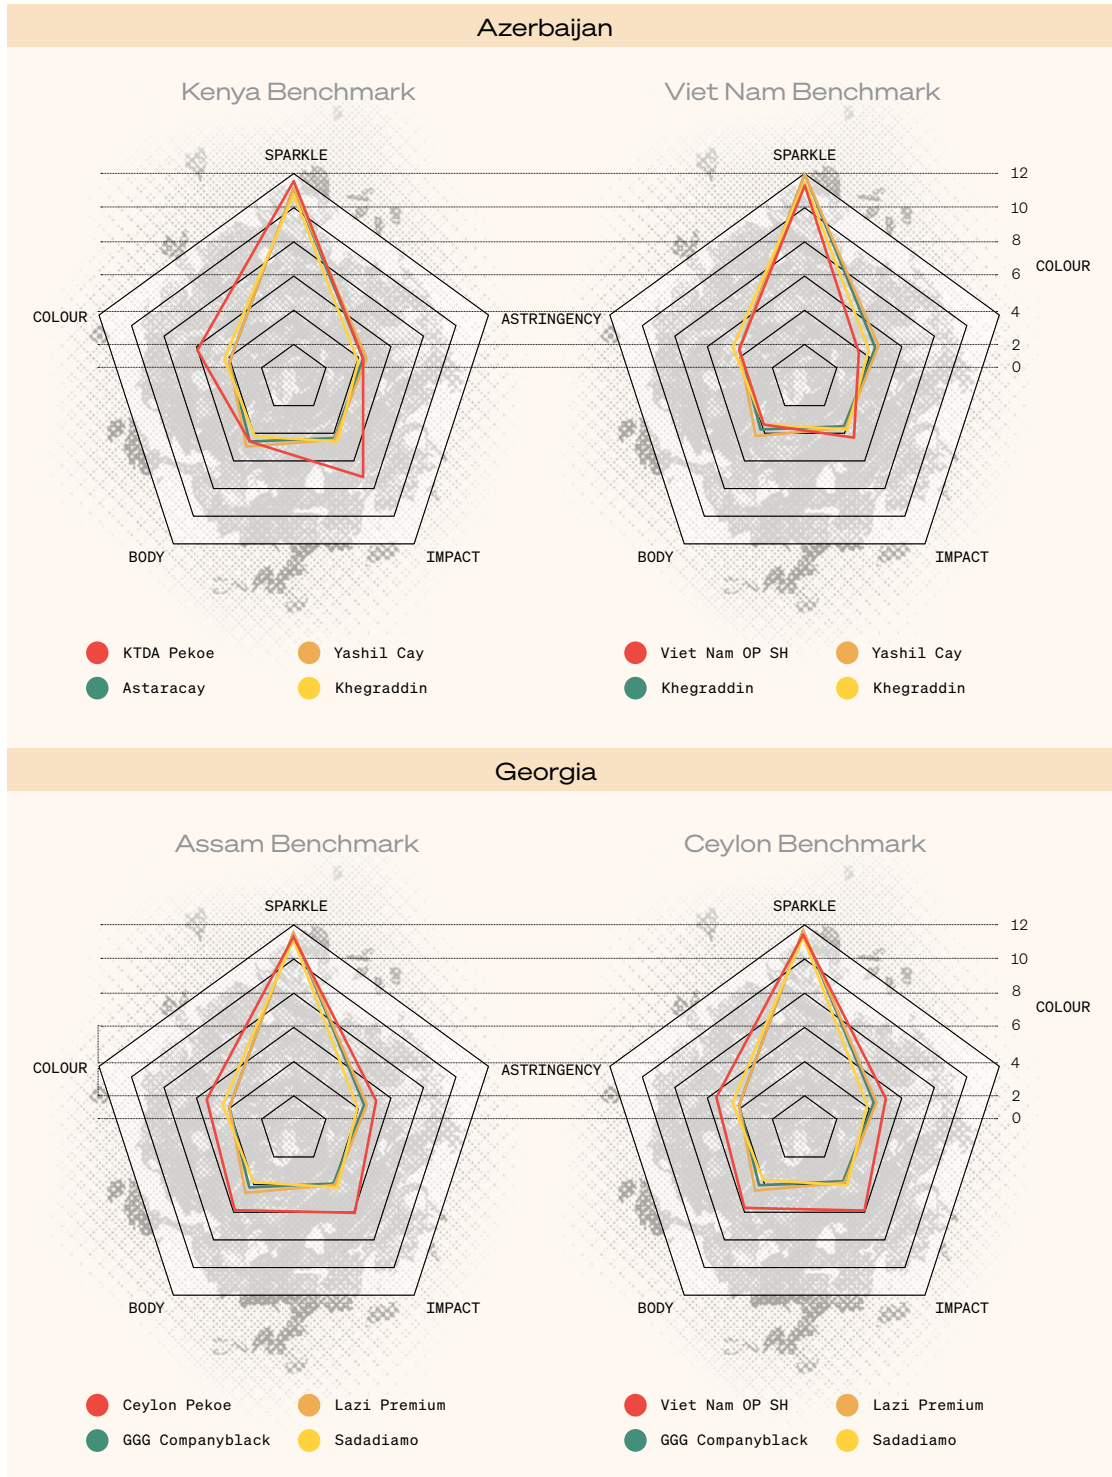 Azerbaijan
Kenya Benchmark
Viet Nam Benchmark
SPARKLE
SPARKLE
12
10
8
6
COLOUR
4
COLOUR
ASTRINGENCY
2
0
BODY
IMPACT
BODY
IMPACT
KTDA Pekoe
Yashil Cay
Viet Nam OP SH
Yashil Cay
Astaracay
Khegraddin
Khegraddin
Khegraddin
Georgia
Assam Benchmark
Ceylon Benchmark
SPARKLE
SPARKLE
12
10
8
COLOUR
6
4
COLOUR
ASTRINGENCY
2
0
BODY
IMPACT
BODY
IMPACT
Ceylon Pekoe
Lazi Premium
Viet Nam OP SH
Lazi Premium
GGG Companyblack
Sadadiamo
GGG Companyblack
Sadadiamo